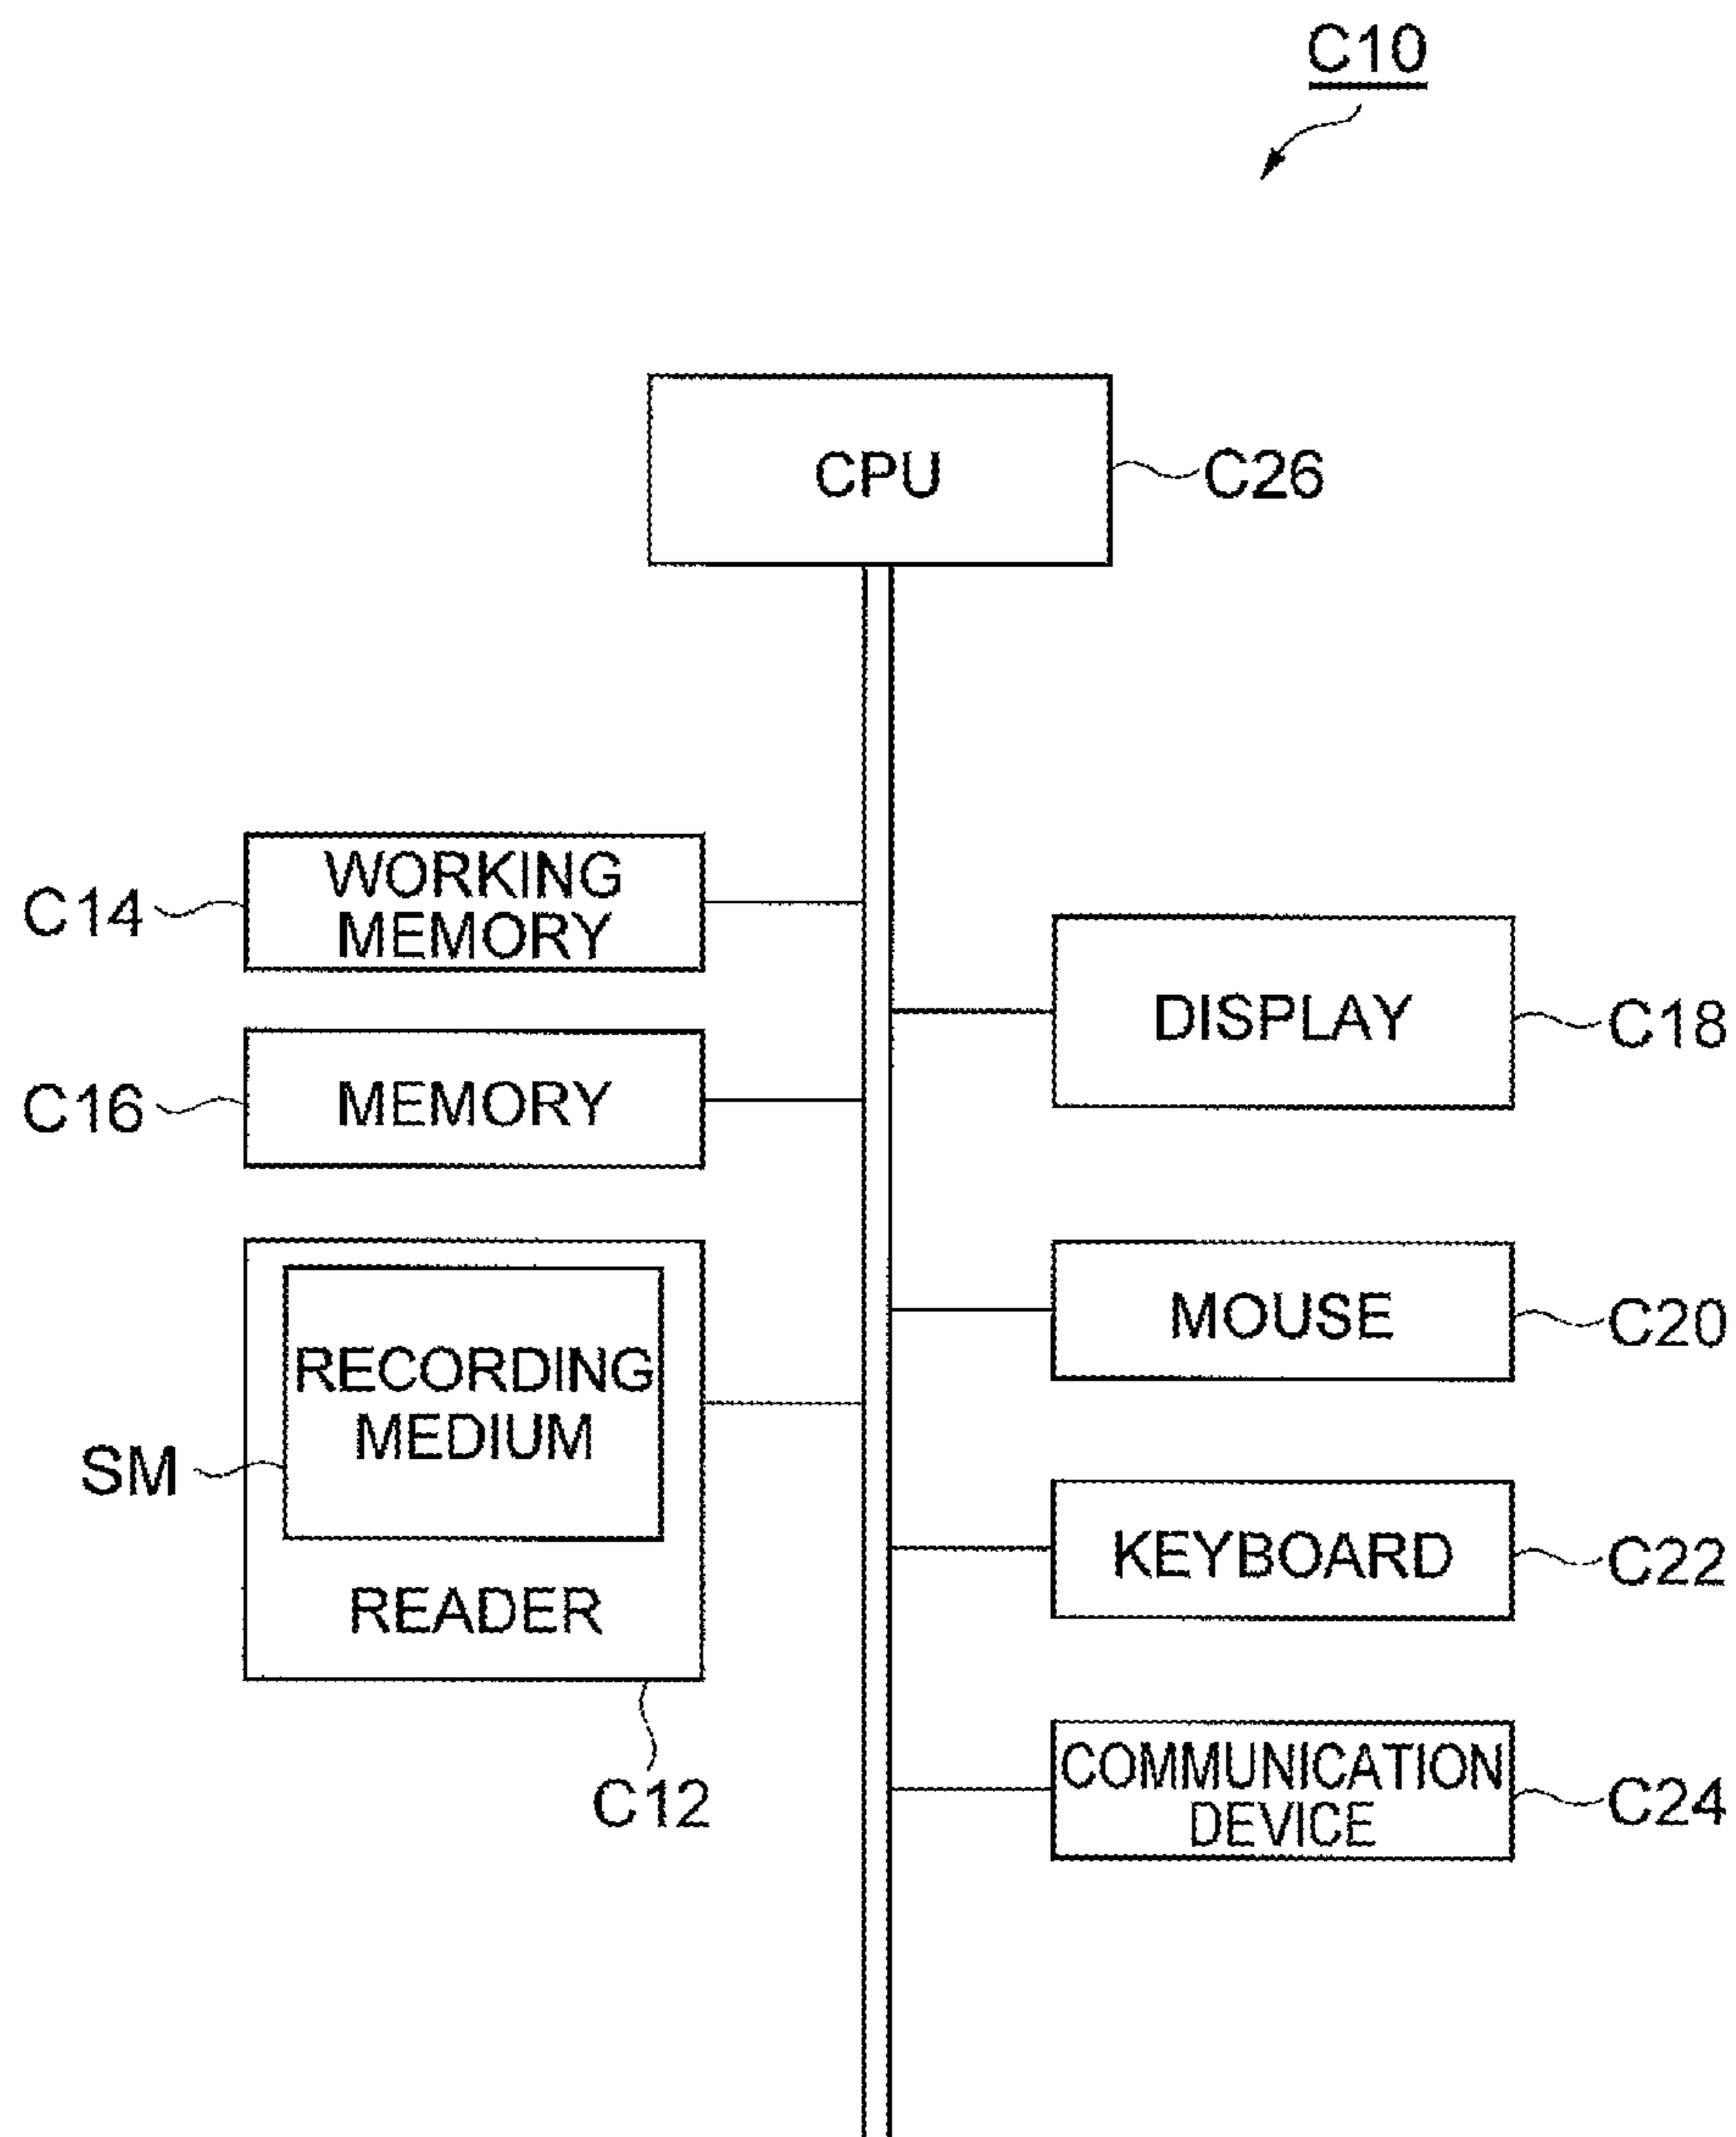 C10
CPU
C26
C14
WORKING
MEMORY
C16
MEMORY
DISPLAY
C18
RECORDING
MEDIUM
SM
READER
C12
MOUSE
C20
KEYBOARD
C22
COMMUNICATION
DEVICE
C24